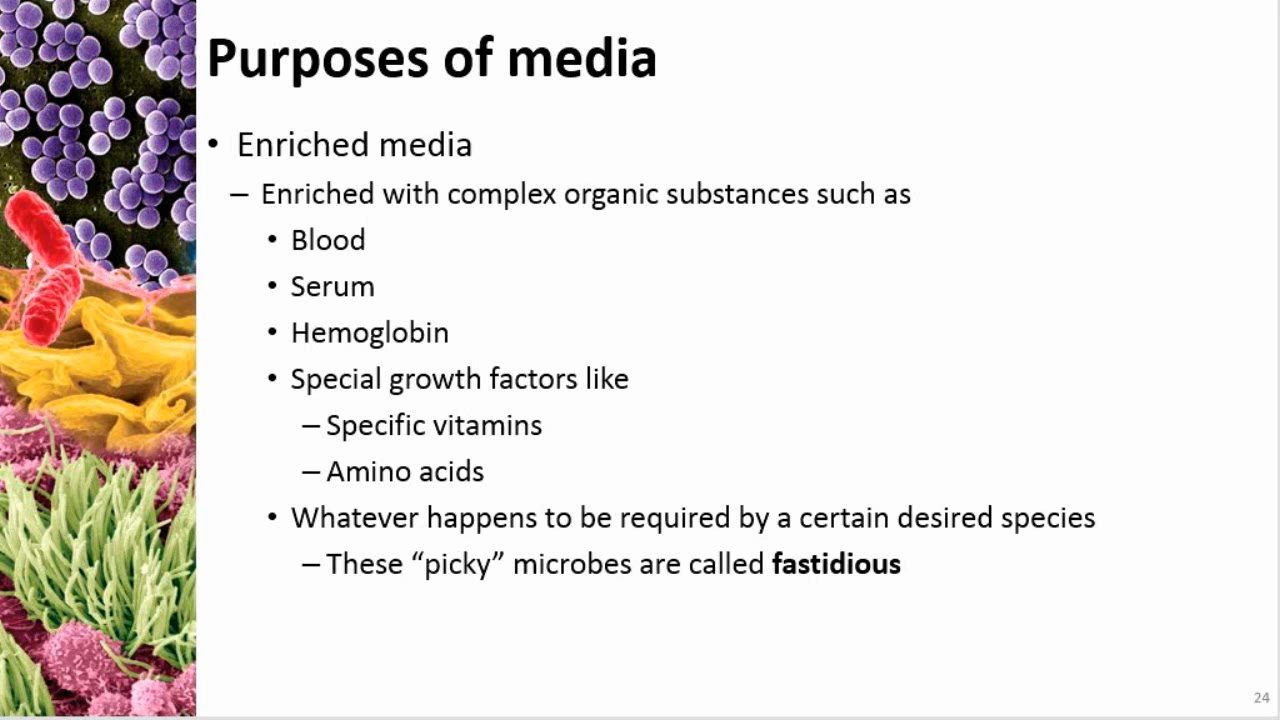 Purposes of media
• Enriched media
– Enriched with complex organic substances such as
• Blood
• Serum
• Hemoglobin
• Special growth factors like
– Specific vitamins
– Amino acids
• Whatever happens to be required by a certain desired species
– These “picky” microbes are called fastidious
24